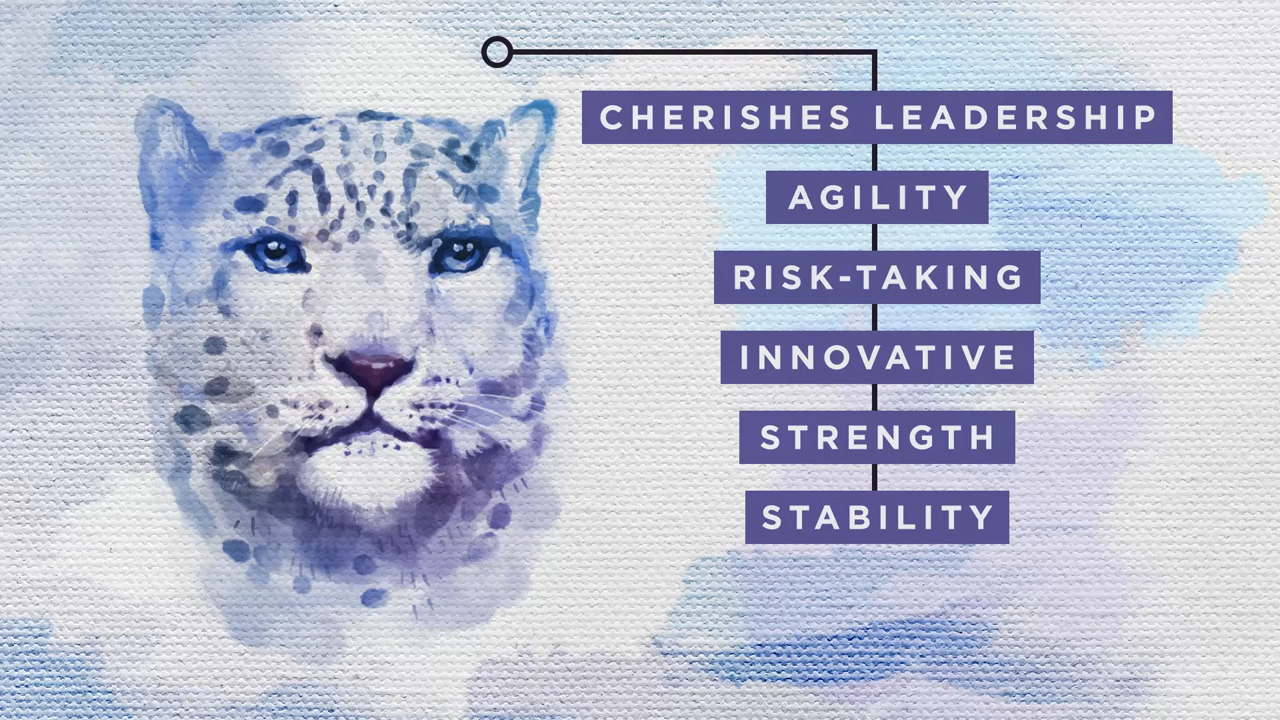 CHERISHES LEADERSHIP
AGILITY
RISK-TAKING
INNOVATIVE
STRENGTH
STABILITY